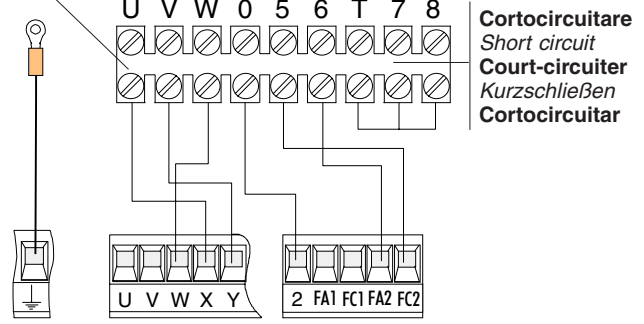 U V W 0 5 6 T 7 8
Cortocircuitare
Short circuit
Court-circuiter
Kurzschließen
Cortocircuitar
U V W X Y
2 FA1 FC1 FA2 FC2